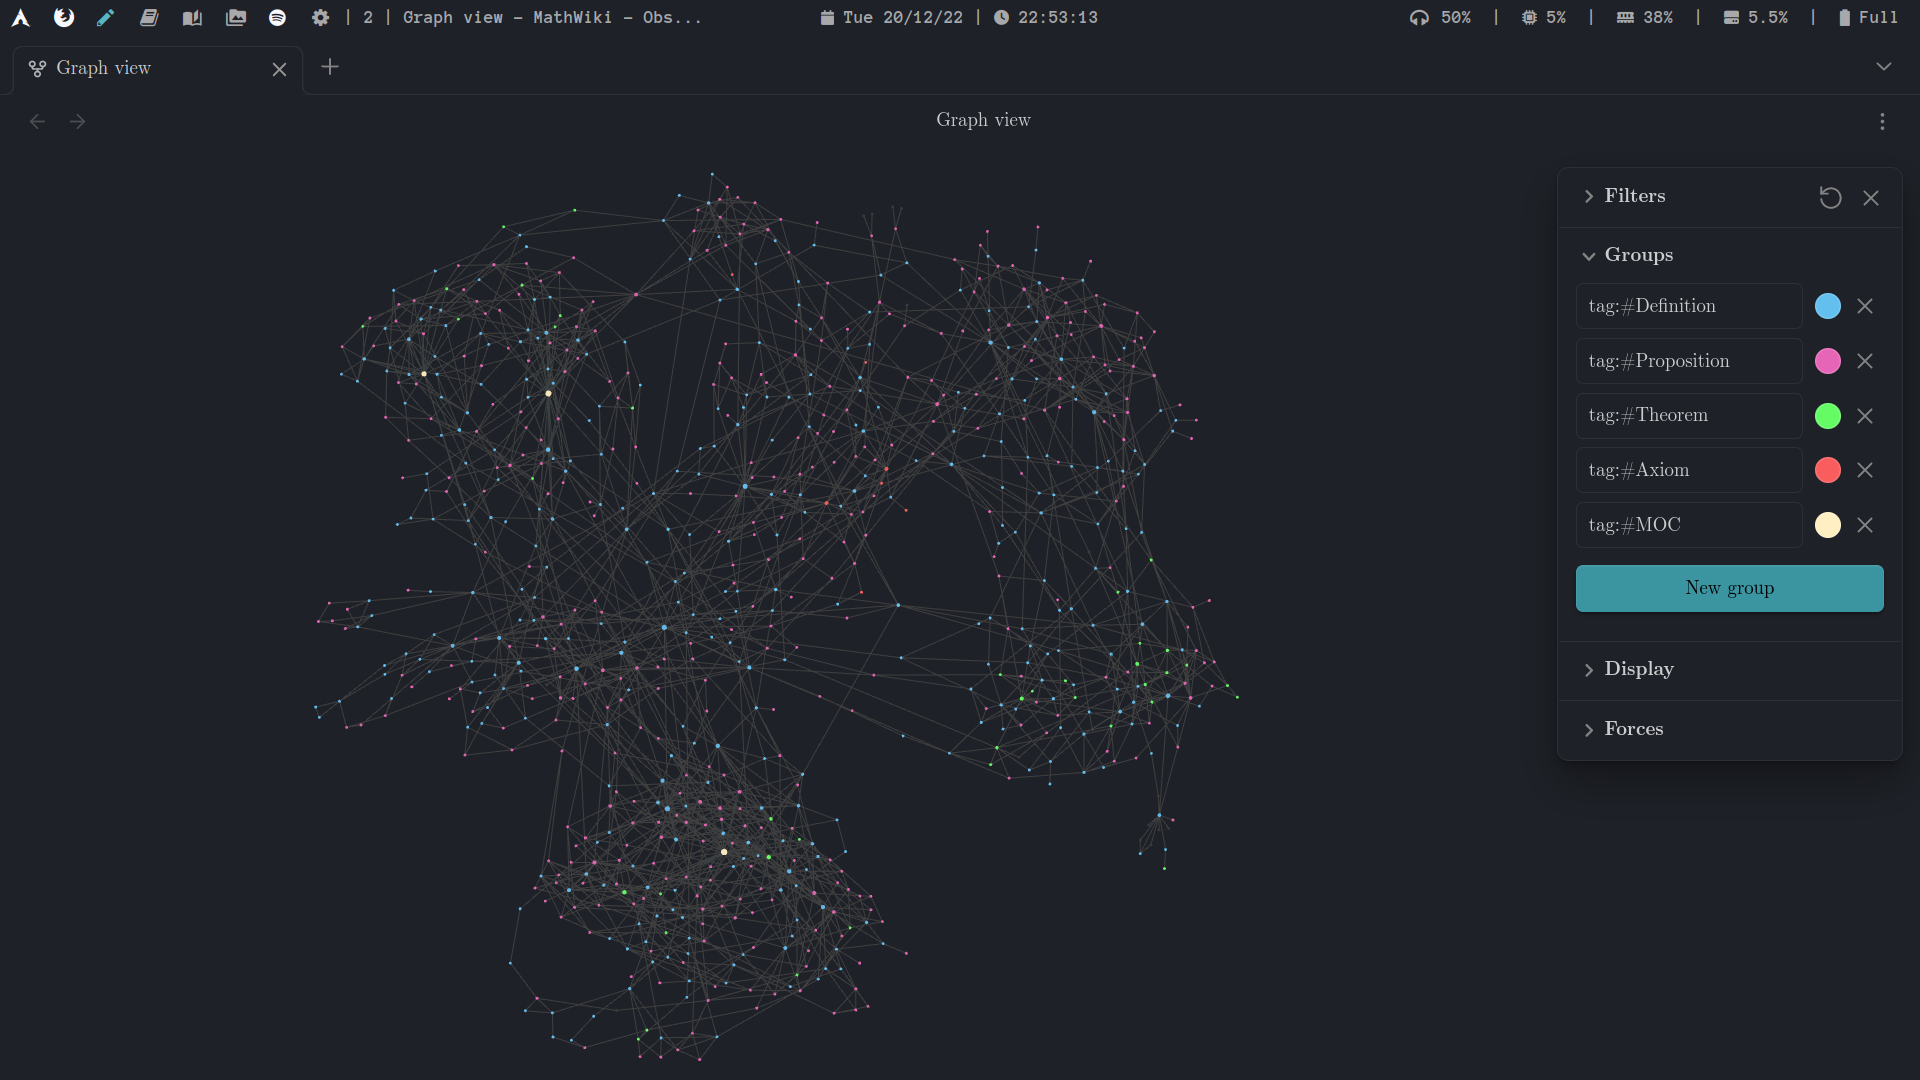 | 2 | Graph view - MathWiki - Obs...
Tue 20/12/22 | 22:53:13
50% | 5% | 38% | 5.5% | Full
Graph view
Graph view
Filters
Groups
tag:#Definition
tag:#Proposition
tag:#Theorem
tag:#Axiom
tag:#MOC
New group
Display
Forces